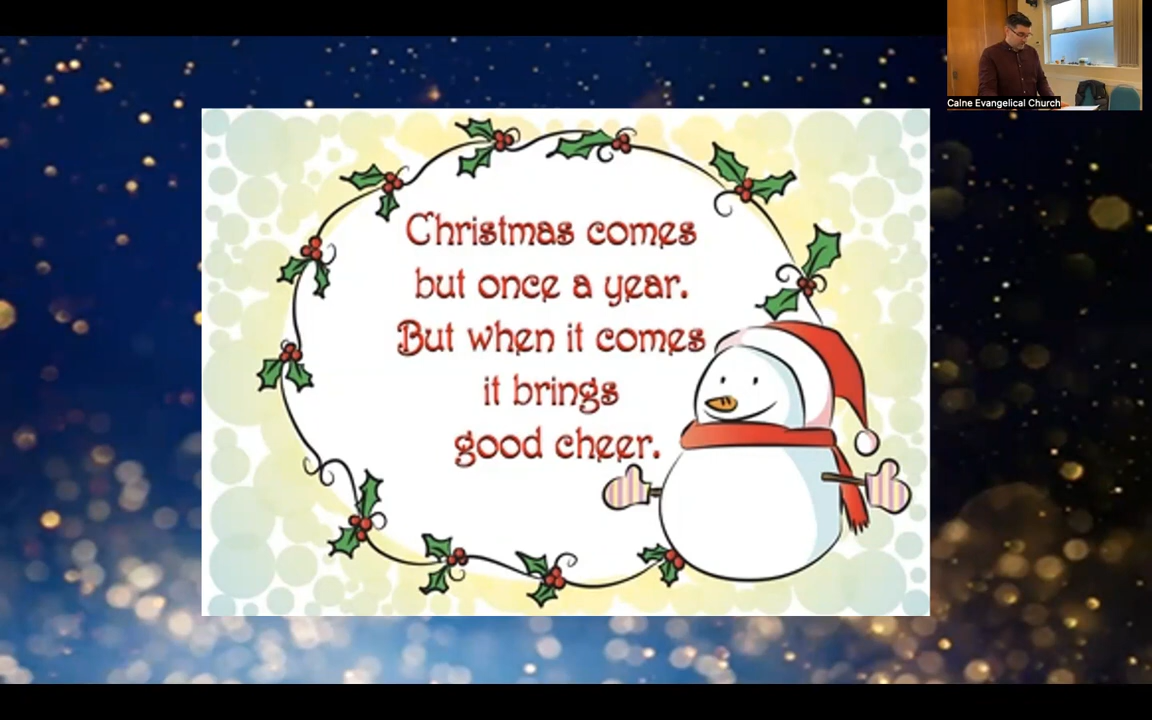 Calne Evangelical Church
Christmas comes
but once a year.
But when it comes
it brings
good cheer.